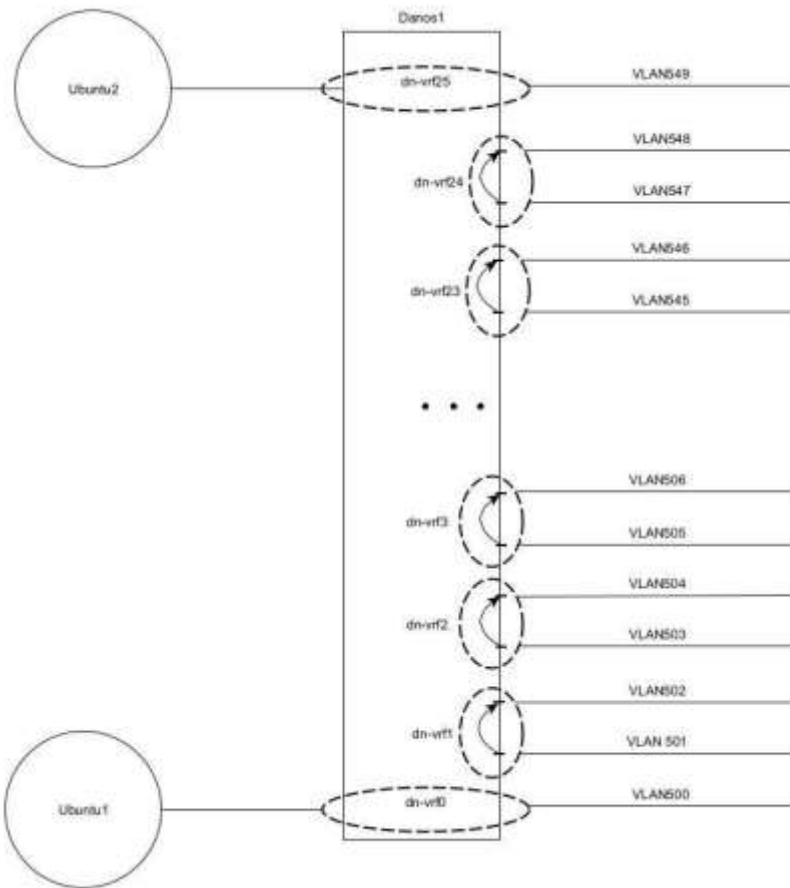 Danos1
Ubuntu2
dn-vrf25
VLAN549
VLAN548
dn-vrf24
VLAN547
VLAN546
dn-vrf23
VLAN545
• • •
VLAN506
dn-vrf3
VLAN505
VLAN504
dn-vrf2
VLAN503
VLAN502
dn-vrf1
VLAN 501
Ubuntu1
dn-vrf0
VLAN500